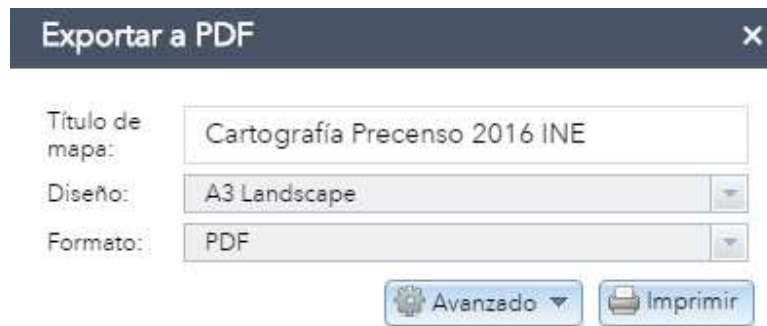 Exportar a PDF
Título de
mapa:
Cartografía Precenso 2016 INE
Diseño:
A3 Landscape
Formato:
PDF
Avanzado
Imprimir